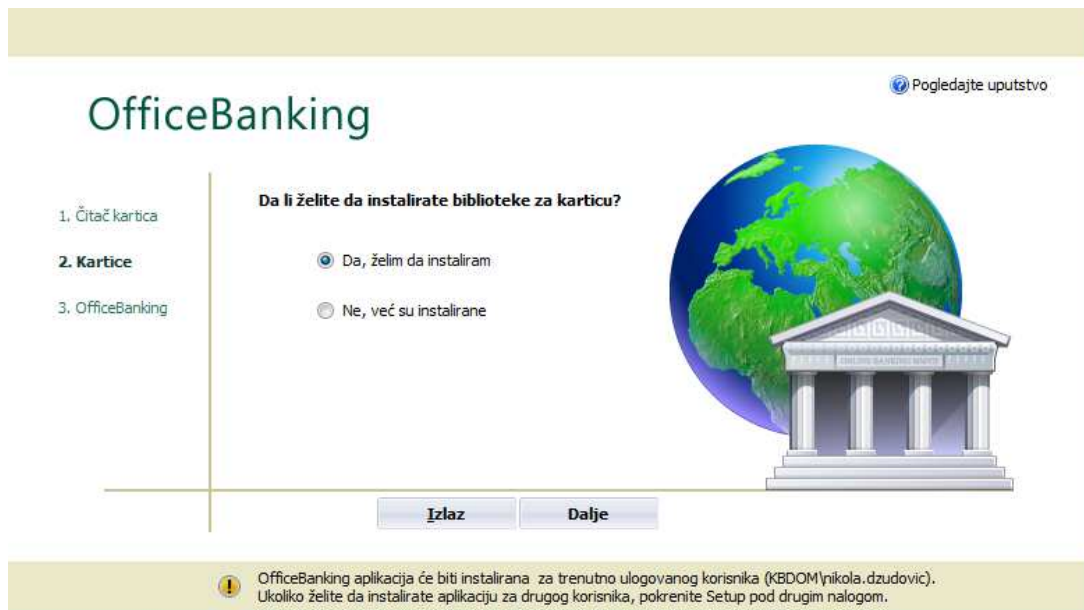 Pogledajte uputstvo
OfficeBanking
1. Čitač kartica
2. Kartice
3. OfficeBanking
Da li želite da instalirate biblioteke za karticu?
Da, želim da instaliram
Ne, već su instalirane
Izlaz
Dalje
OfficeBanking aplikacija će biti instalirana za trenutno ulogovanog korisnika (KBDOM\nikola.dzudovic).
Ukoliko želite da instalirate aplikaciju za drugog korisnika, pokrenite Setup pod drugim nalogom.